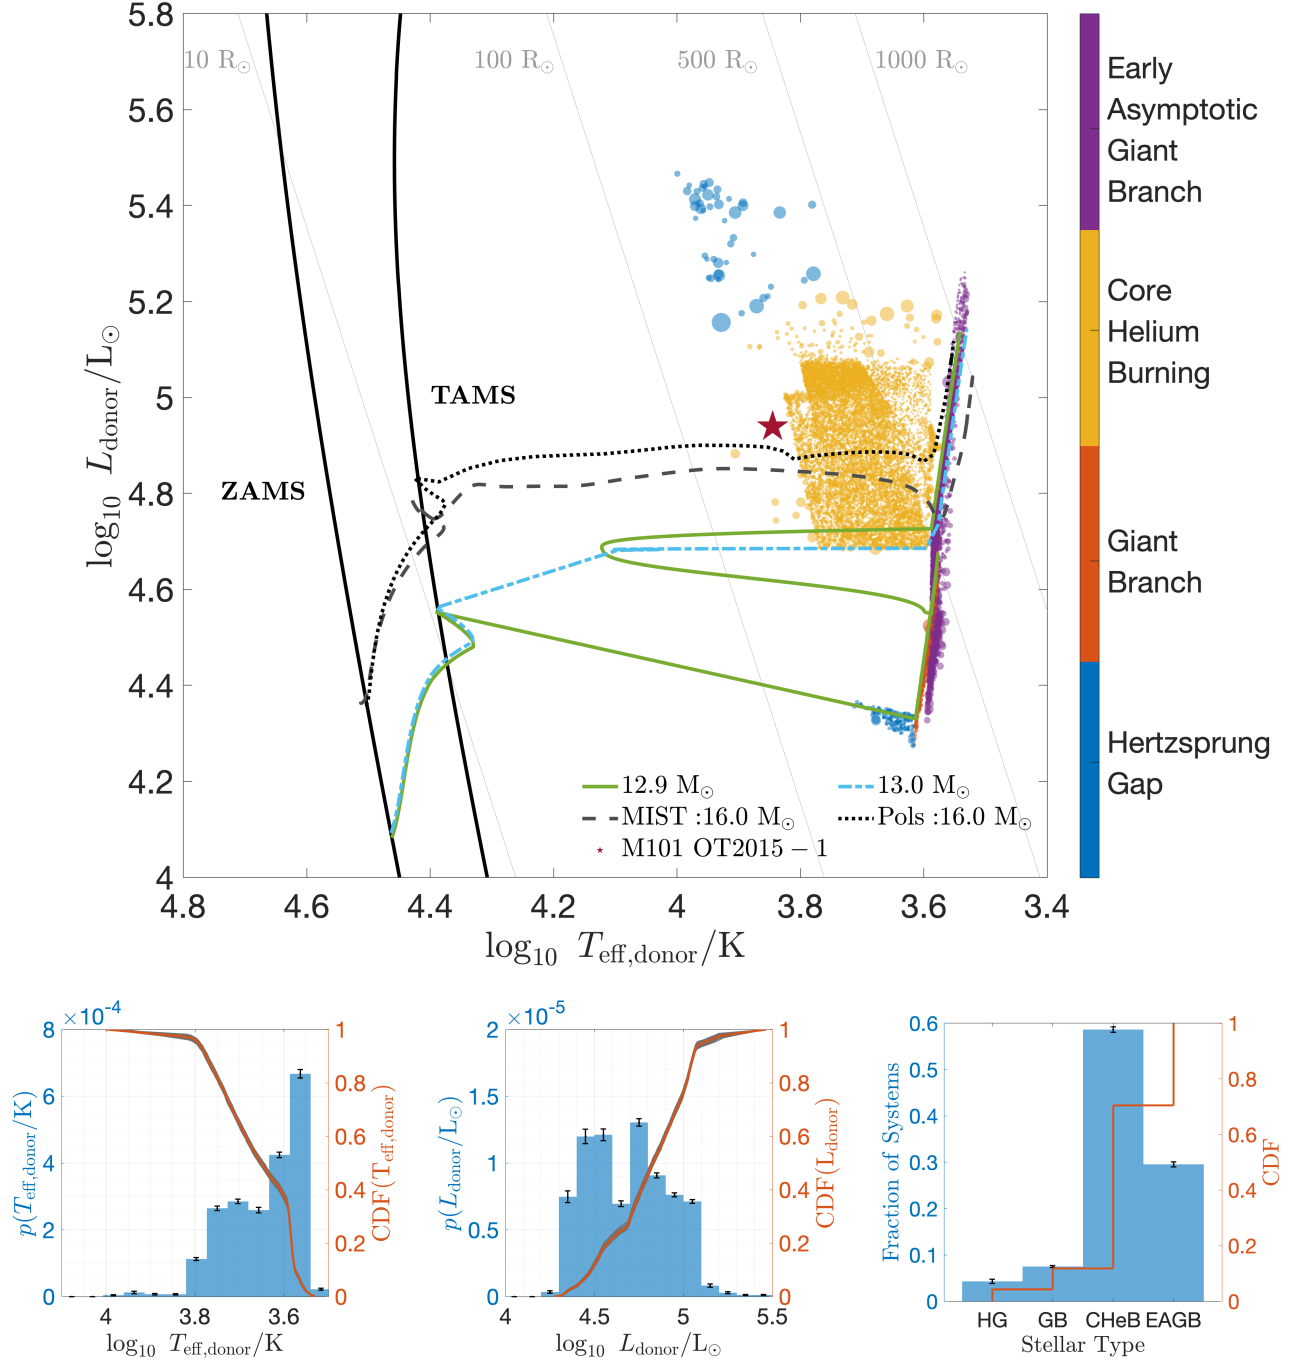 5.8
5.6
5.4
5.2
5
4.8
4.6
4.4
4.2
4
log₁₀ L_donor/L⊙
10 R⊙
100 R⊙
500 R⊙
1000 R⊙
TAMS
ZAMS
12.9 M⊙
13.0 M⊙
MIST :16.0 M⊙
Pols :16.0 M⊙
M101 OT2015 − 1
4.8 4.6 4.4 4.2 4 3.8 3.6 3.4
log₁₀ T_eff,donor/K
Early
Asymptotic
Giant
Branch
Core
Helium
Burning
Giant
Branch
Hertzsprung
Gap
×10⁻⁴
8
6
4
2
0
p(T_eff,donor/K)
1
0.8
0.6
0.4
0.2
0
CDF(T_eff,donor)
4 3.8 3.6
log₁₀ T_eff,donor/K
×10⁻⁵
2
1.5
1
0.5
0
p(L_donor/L⊙)
1
0.8
0.6
0.4
0.2
0
CDF(L_donor)
4 4.5 5 5.5
log₁₀ L_donor/L⊙
0.6
0.5
0.4
0.3
0.2
0.1
0
Fraction of Systems
1
0.8
0.6
0.4
0.2
0
CDF
HG GB CHeB EAGB
Stellar Type